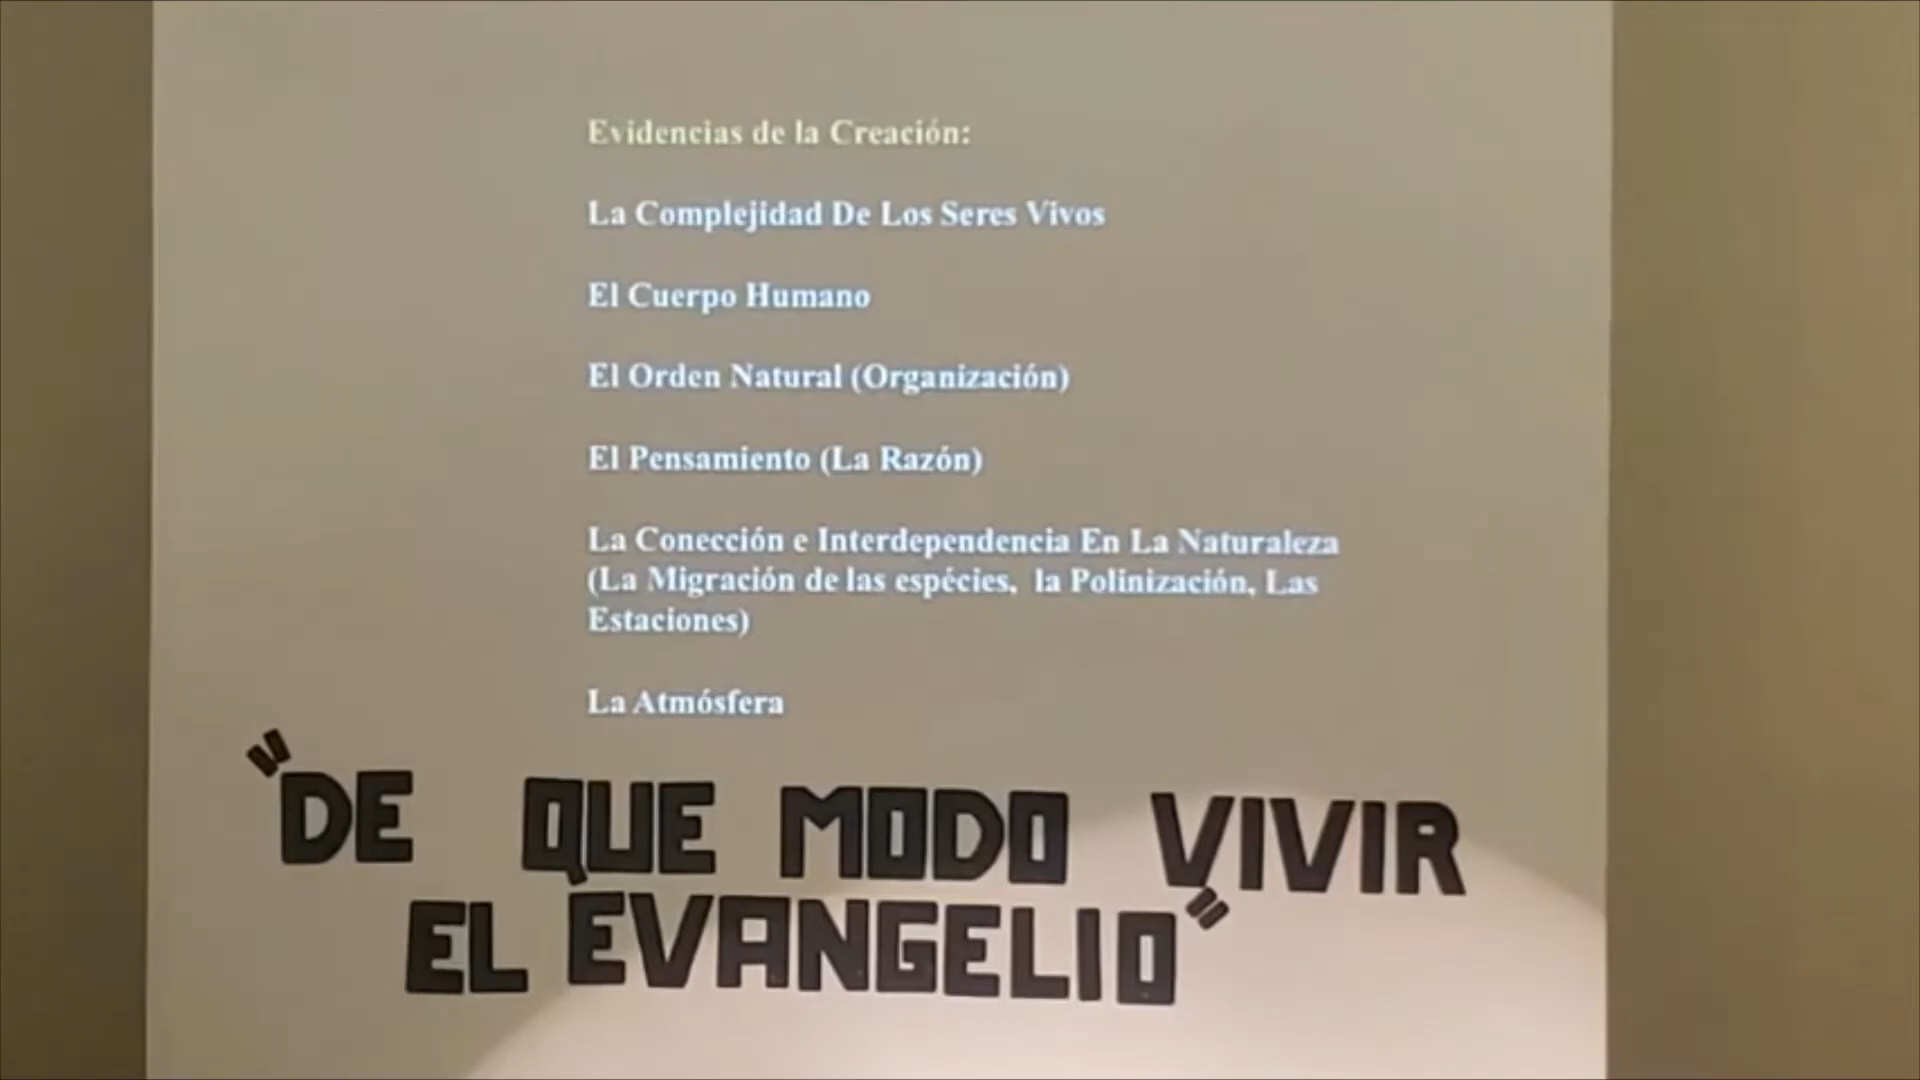 Evidencias de la Creación:
La Complejidad De Los Seres Vivos
El Cuerpo Humano
El Orden Natural (Organización)
El Pensamiento (La Razón)
La Conección e Interdependencia En La Naturaleza
(La Migración de las espécies, la Polinización, Las
Estaciones)
La Atmósfera
"DE QUE MODO VIVIR
EL EVANGELIO"